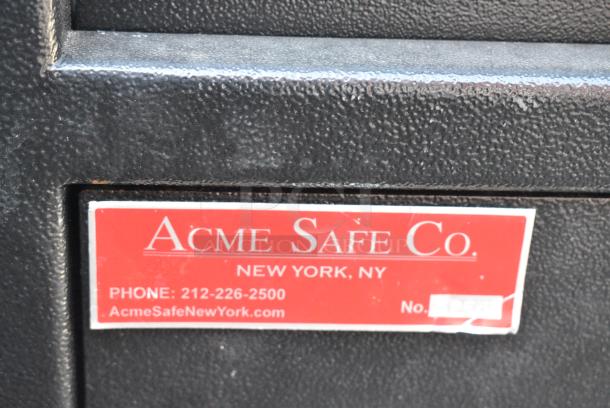 ACME SAFE CO.
NEW YORK, NY
PHONE: 212-226-2500
AcmeSafeNewYork.com
No.